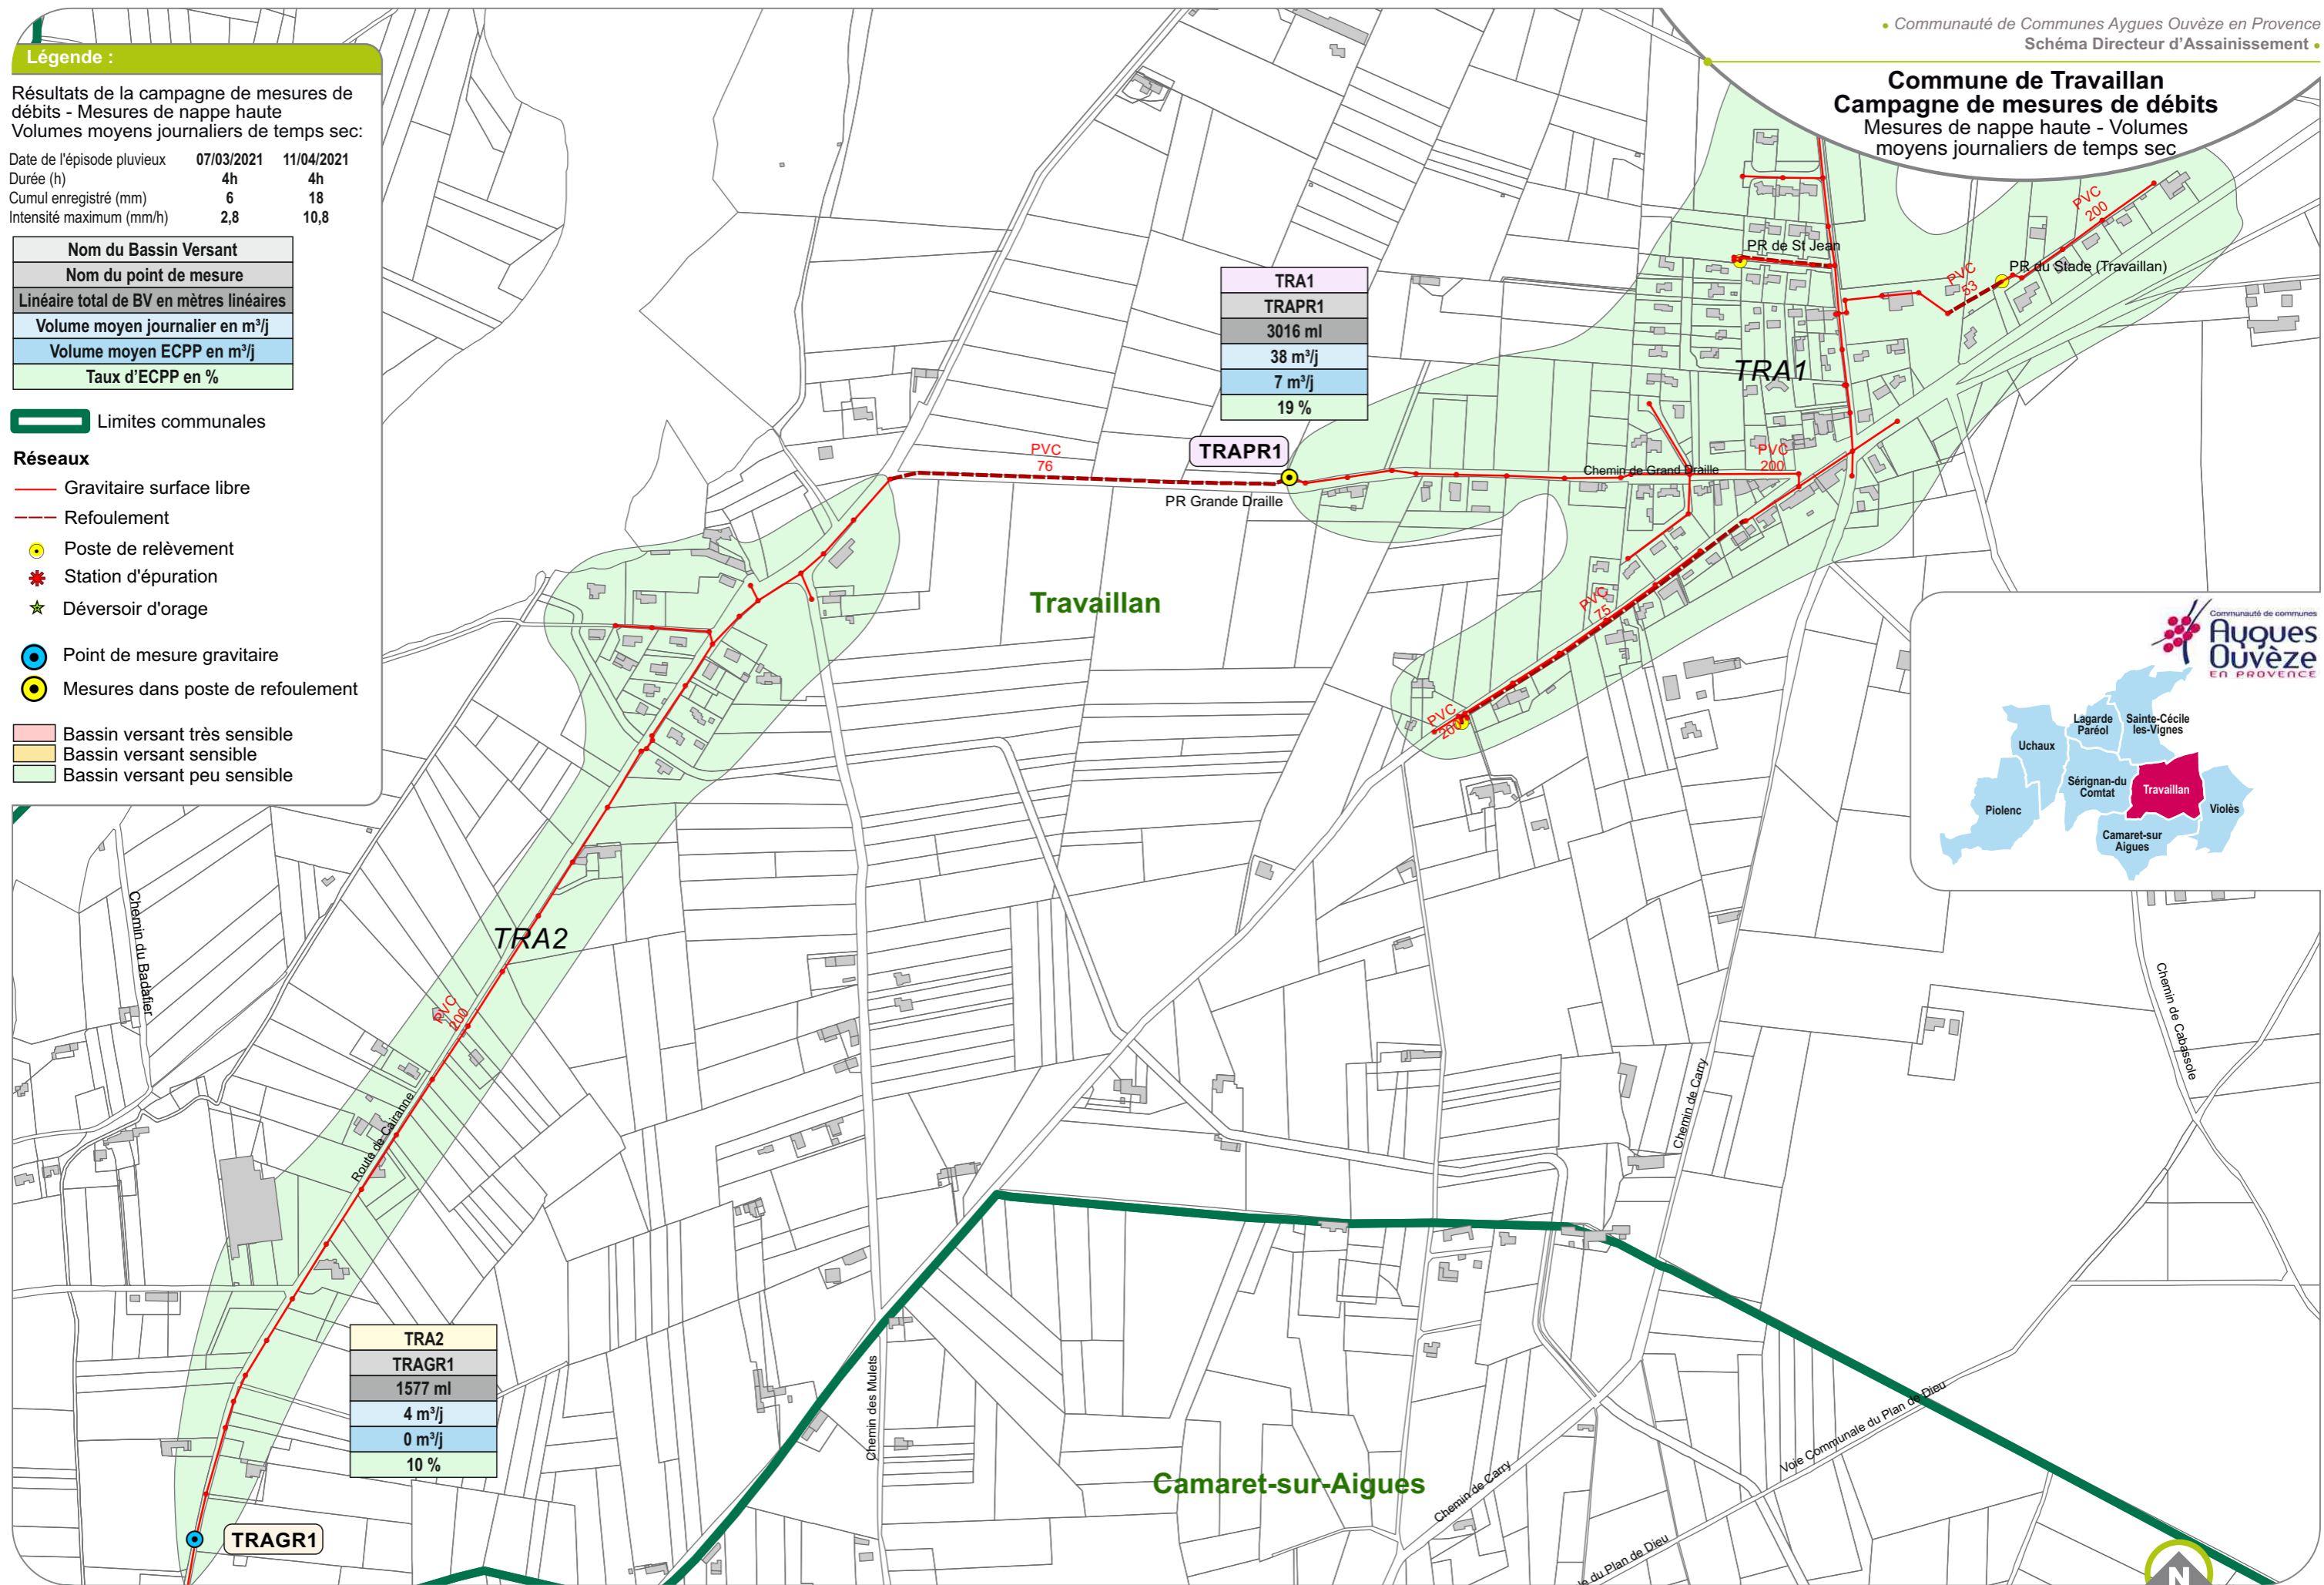 • Communauté de Communes Aygues Ouvèze en Provence
Schéma Directeur d'Assainissement •
Commune de Travaillan
Campagne de mesures de débits
Mesures de nappe haute - Volumes
moyens journaliers de temps sec
Légende :
Résultats de la campagne de mesures de
débits - Mesures de nappe haute
Volumes moyens journaliers de temps sec:
Date de l'épisode pluvieux 07/03/2021 11/04/2021
Durée (h) 4h 4h
Cumul enregistré (mm) 6 18
Intensité maximum (mm/h) 2,8 10,8
Nom du Bassin Versant
Nom du point de mesure
Linéaire total de BV en mètres linéaires
Volume moyen journalier en m³/j
Volume moyen ECPP en m³/j
Taux d'ECPP en %
Limites communales
Réseaux
Gravitaire surface libre
Refoulement
Poste de relèvement
Station d'épuration
Déversoir d'orage
Point de mesure gravitaire
Mesures dans poste de refoulement
Bassin versant très sensible
Bassin versant sensible
Bassin versant peu sensible
TRA1
TRAPR1
3016 ml
38 m³/j
7 m³/j
19 %
TRAPR1
PVC
76
PR Grande Draille
Chemin de Grand Draille
PVC
200
TRA1
PR de St Jean
PVC
200
PR du Stade (Travaillan)
PVC
53
PVC
75
PVC
200
Travaillan
TRA2
PVC
200
Route de Cairanne
Chemin du Badafier
TRA2
TRAGR1
1577 ml
4 m³/j
0 m³/j
10 %
TRAGR1
Chemin des Mulets
Camaret-sur-Aigues
Chemin de Carry
Chemin de Carry
Voie Communale du Plan de Dieu
le du Plan de Dieu
Chemin de Cabassole
Communauté de communes
Aygues
Ouvèze
EN PROVENCE
Lagarde
Paréol
Sainte-Cécile
les-Vignes
Uchaux
Sérignan-du
Comtat
Travaillan
Piolenc
Violès
Camaret-sur
Aigues
N